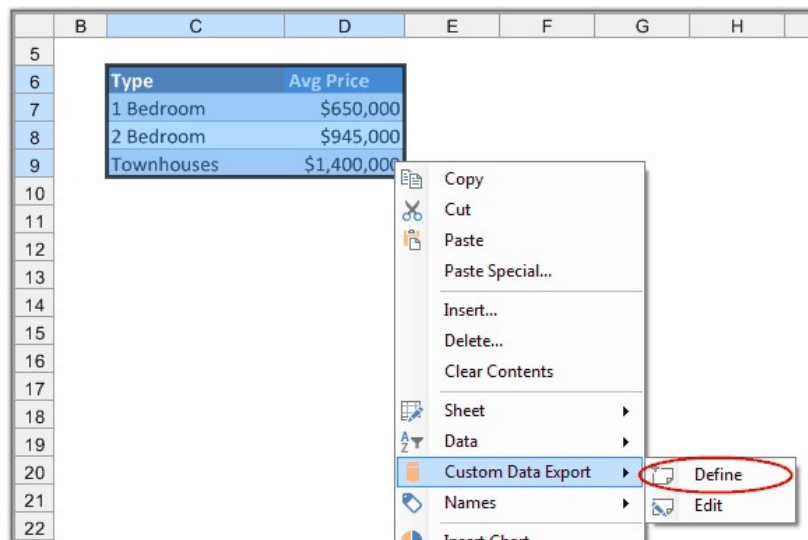 B C D E F G H
5
6 Type Avg Price
7 1 Bedroom $650,000
8 2 Bedroom $945,000
9 Townhouses $1,400,000
10
11
12
13
14
15
16
17
18
19
20
21
22
Copy
Cut
Paste
Paste Special...
Insert...
Delete...
Clear Contents
Sheet
Data
Custom Data Export
Define
Names
Edit
Insert Chart